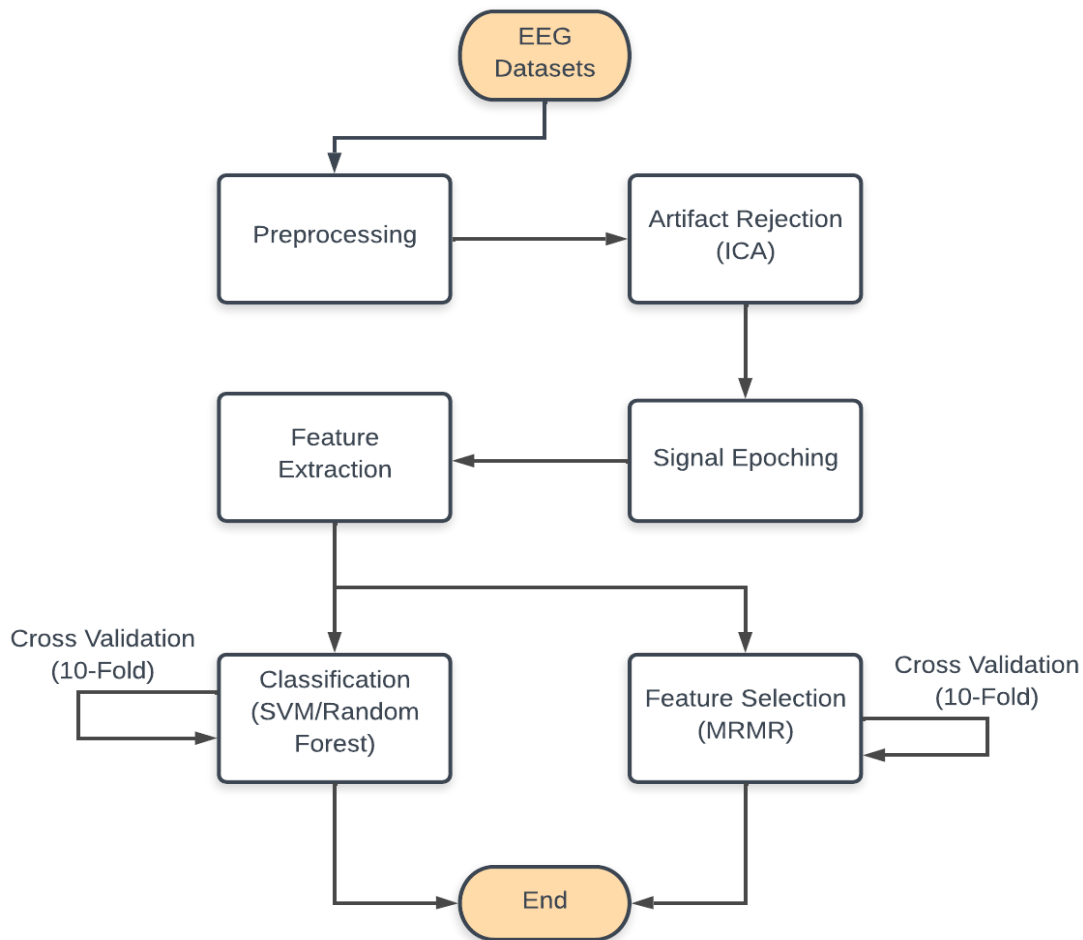 EEG
Datasets
Preprocessing
Artifact Rejection
(ICA)
Feature
Extraction
Signal Epoching
Cross Validation
(10-Fold)
Classification
(SVM/Random
Forest)
Feature Selection
(MRMR)
Cross Validation
(10-Fold)
End